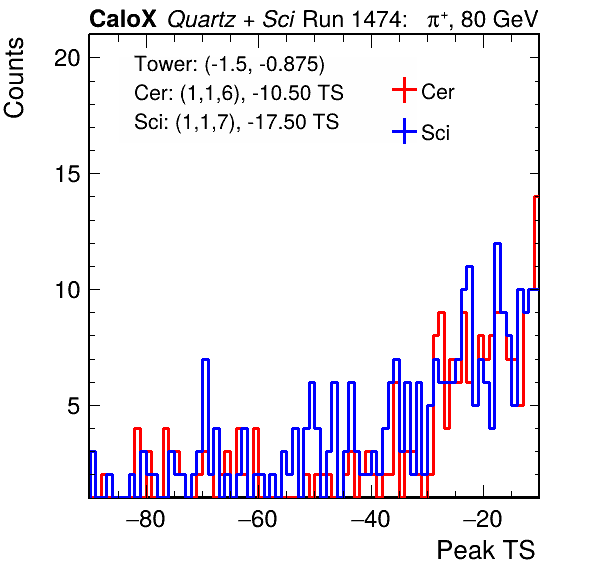 CaloX Quartz + Sci Run 1474: π⁺, 80 GeV
Counts
Tower: (-1.5, -0.875)
Cer: (1,1,6), -10.50 TS
Sci: (1,1,7), -17.50 TS
Cer
Sci
20
15
10
5
−80 −60 −40 −20
Peak TS